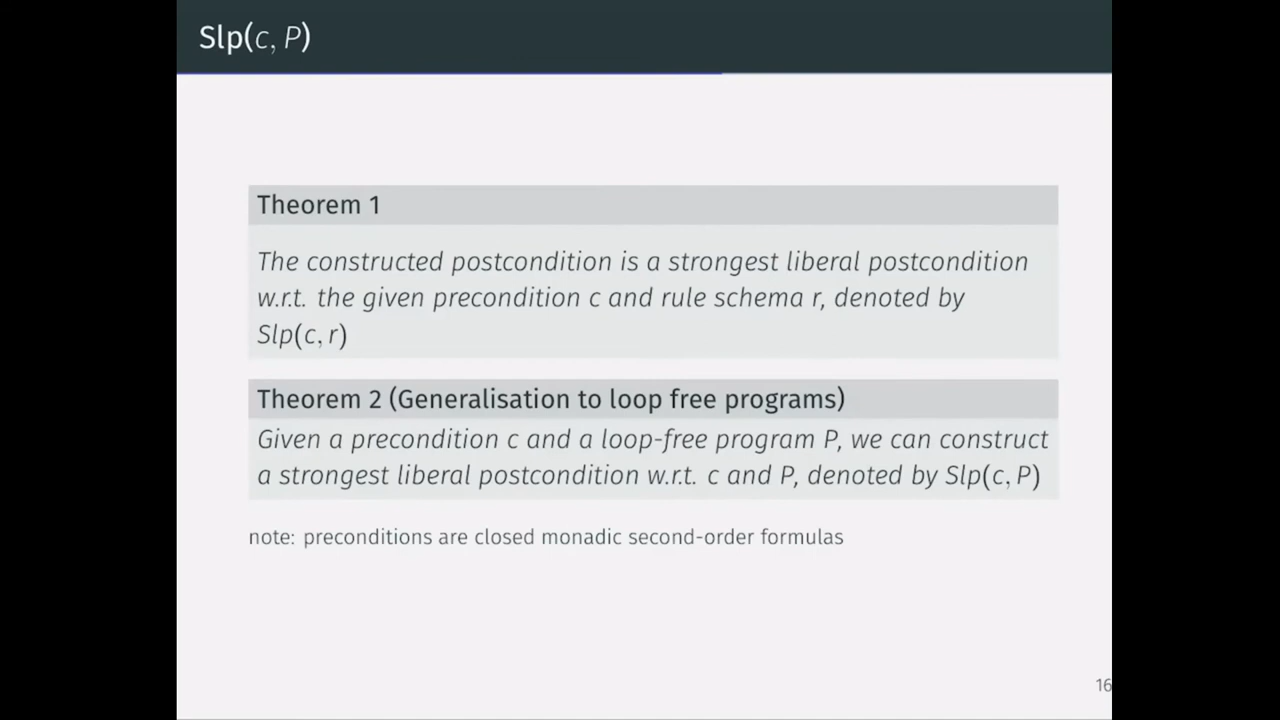 Slp(c, P)
Theorem 1
The constructed postcondition is a strongest liberal postcondition
w.r.t. the given precondition c and rule schema r, denoted by
Slp(c, r)
Theorem 2 (Generalisation to loop free programs)
Given a precondition c and a loop-free program P, we can construct
a strongest liberal postcondition w.r.t. c and P, denoted by Slp(c, P)
note: preconditions are closed monadic second-order formulas
16